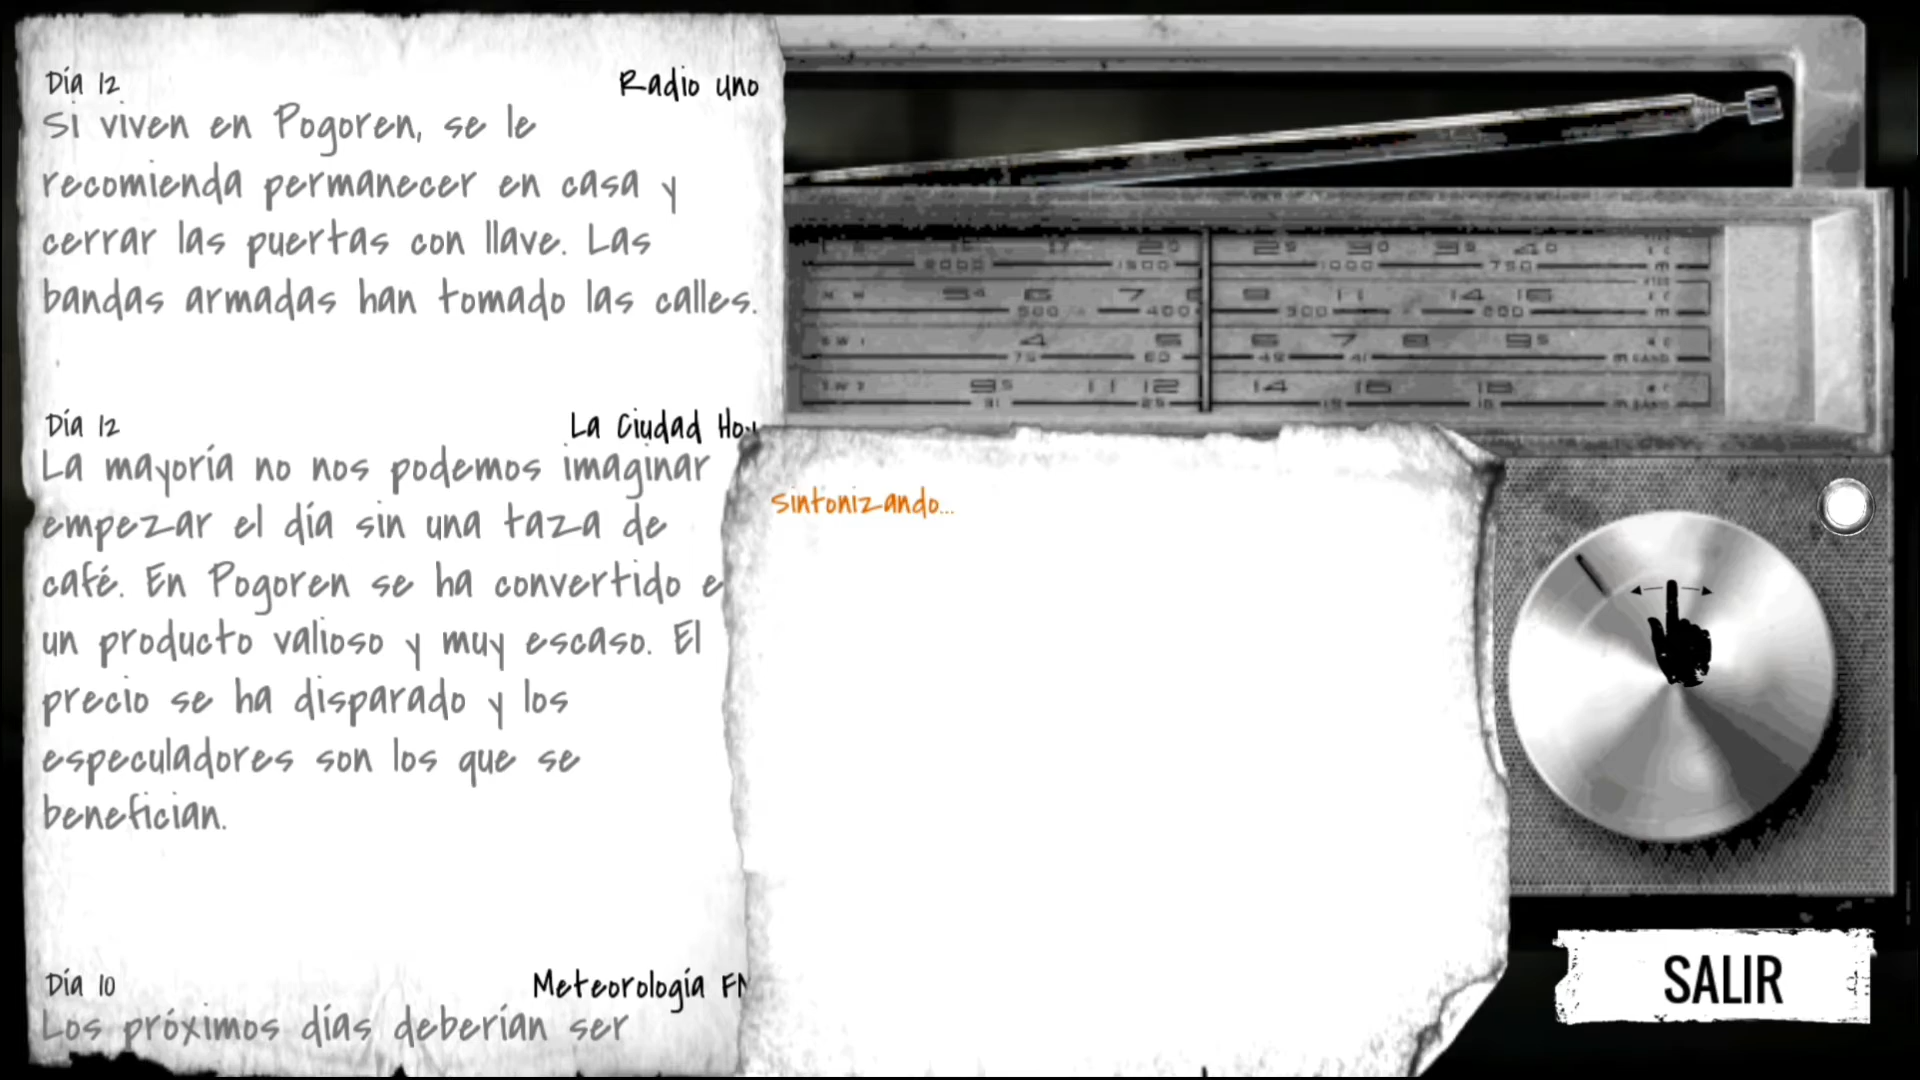 Día 12
Radio Uno
Si viven en Pogoren, se le
recomienda permanecer en casa y
cerrar las puertas con llave. Las
bandas armadas han tomado las calles.
Día 12
La Ciudad Hoy
La mayoría no nos podemos imaginar
empezar el día sin una taza de
café. En Pogoren se ha convertido e
un producto valioso y muy escaso. El
precio se ha disparado y los
especuladores son los que se
benefician.
Día 10
Meteorología FM
Los próximos días deberían ser
sintonizando...
SALIR